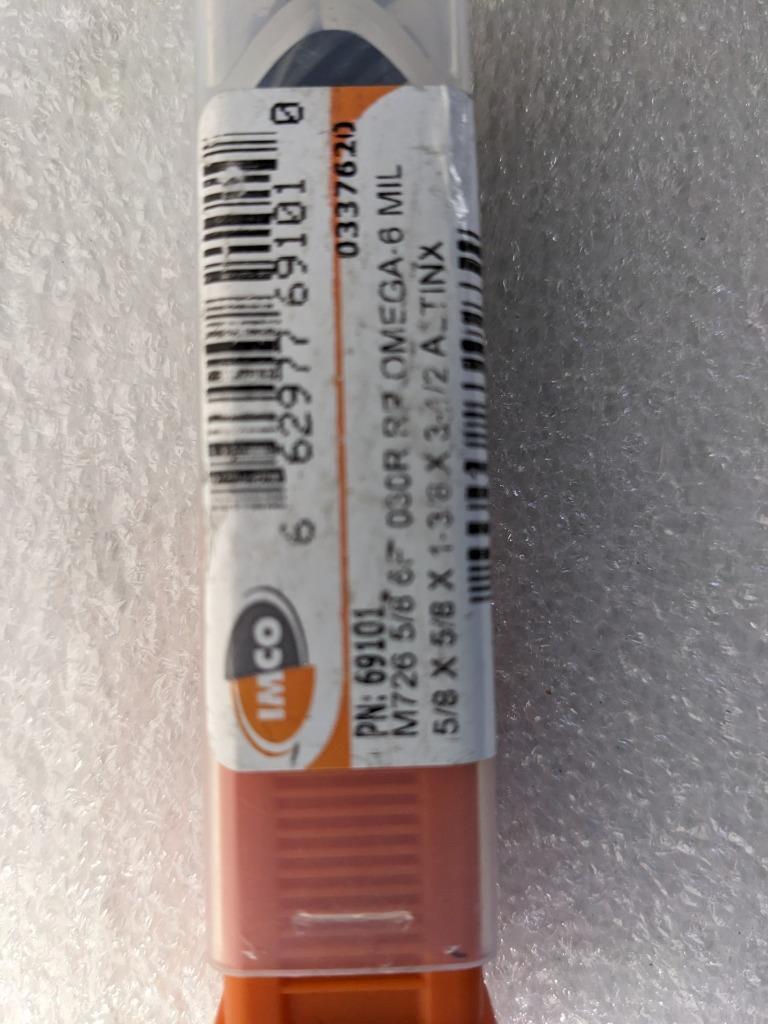 6 62977 69101 0
IMCO
0337620
PN: 69101
M726 5/8 6F 030R RP OMEGA-6 MIL
5/8 X 5/8 X 1-3/8 X 3-1/2 ALTINX